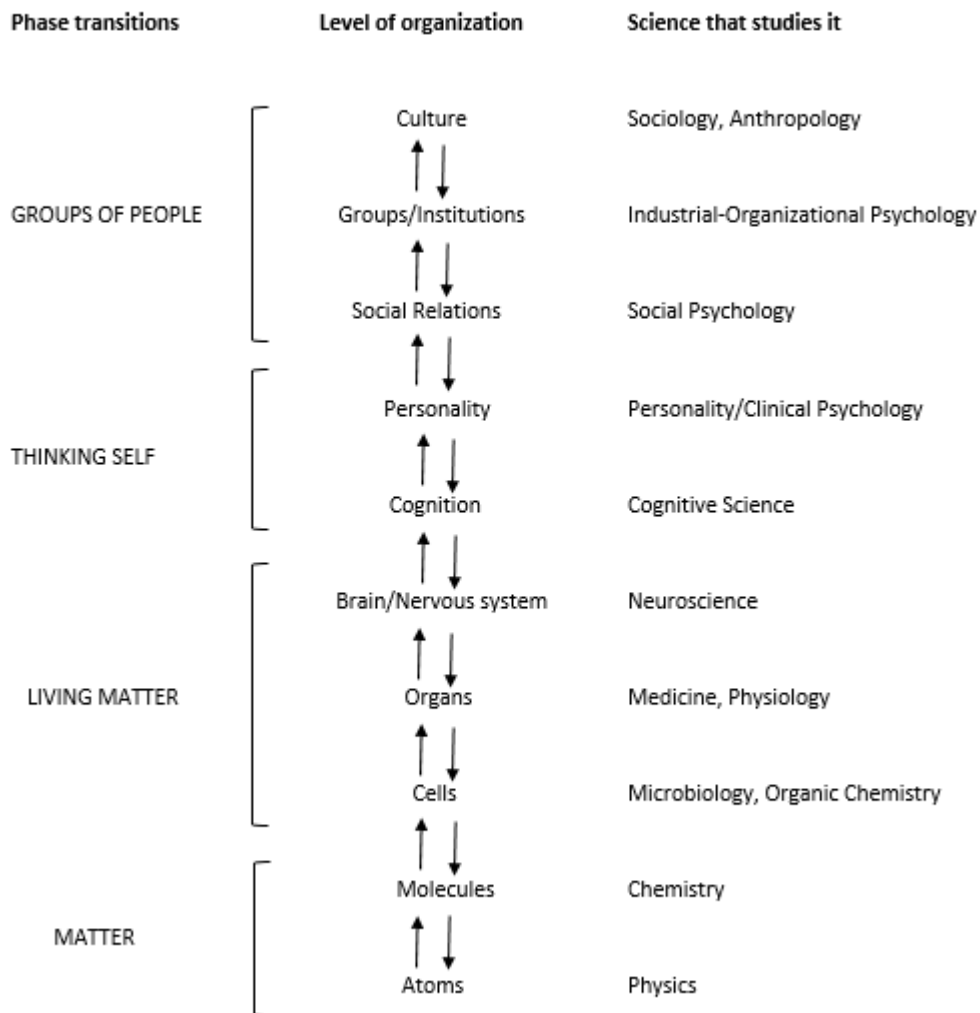 Phase transitions Level of organization Science that studies it
Culture Sociology, Anthropology
GROUPS OF PEOPLE Groups/Institutions Industrial-Organizational Psychology
Social Relations Social Psychology
Personality Personality/Clinical Psychology
THINKING SELF
Cognition Cognitive Science
Brain/Nervous system Neuroscience
LIVING MATTER Organs Medicine, Physiology
Cells Microbiology, Organic Chemistry
Molecules Chemistry
MATTER
Atoms Physics